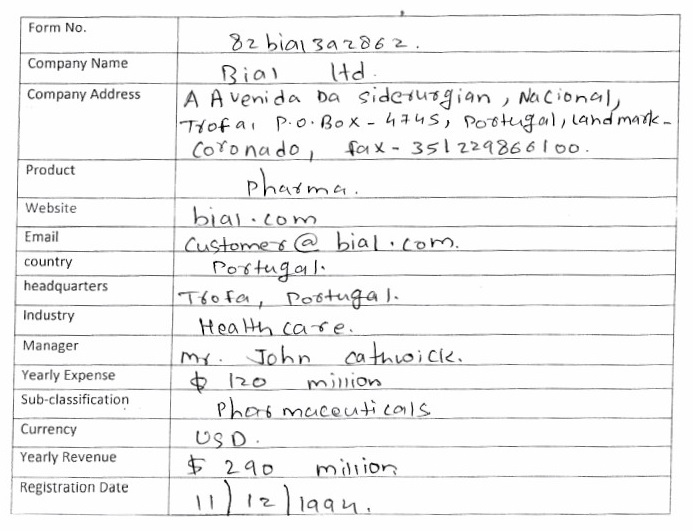 Form No. 82bial3a2862.
Company Name Bial Ltd.
Company Address A Avenida Da siderurgian, Nacional,
Trofa, P.O.Box - 4745, Portugal, landmark -
Coronado, fax - 351229866100.
Product Pharma.
Website bial.com
Email Customer@bial.com.
country Portugal.
headquarters Trofa, Portugal.
Industry Health care.
Manager Mr. John Cathwick.
Yearly Expense $ 120 million
Sub-classification Pharmaceuticals
Currency USD.
Yearly Revenue $ 290 million
Registration Date 11/12/1994.